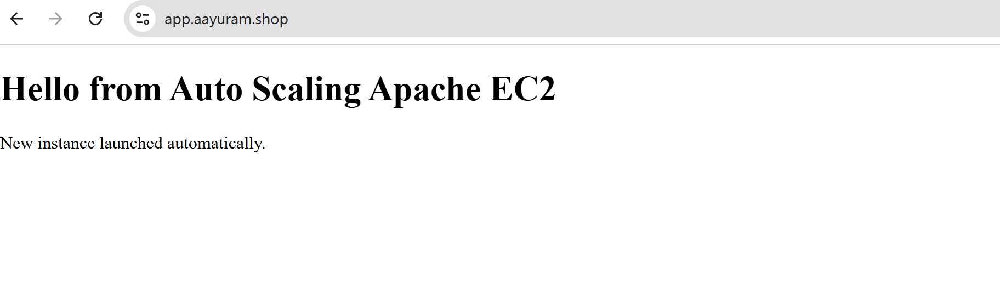 app.aayuram.shop
Hello from Auto Scaling Apache EC2
New instance launched automatically.